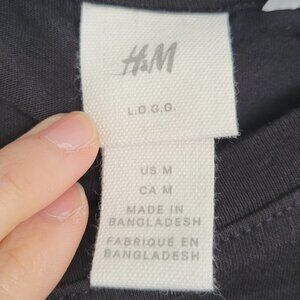 H&M
L.O.G.G.
US M
CA M
MADE IN
BANGLADESH
FABRIQUÉ EN
BANGLADESH